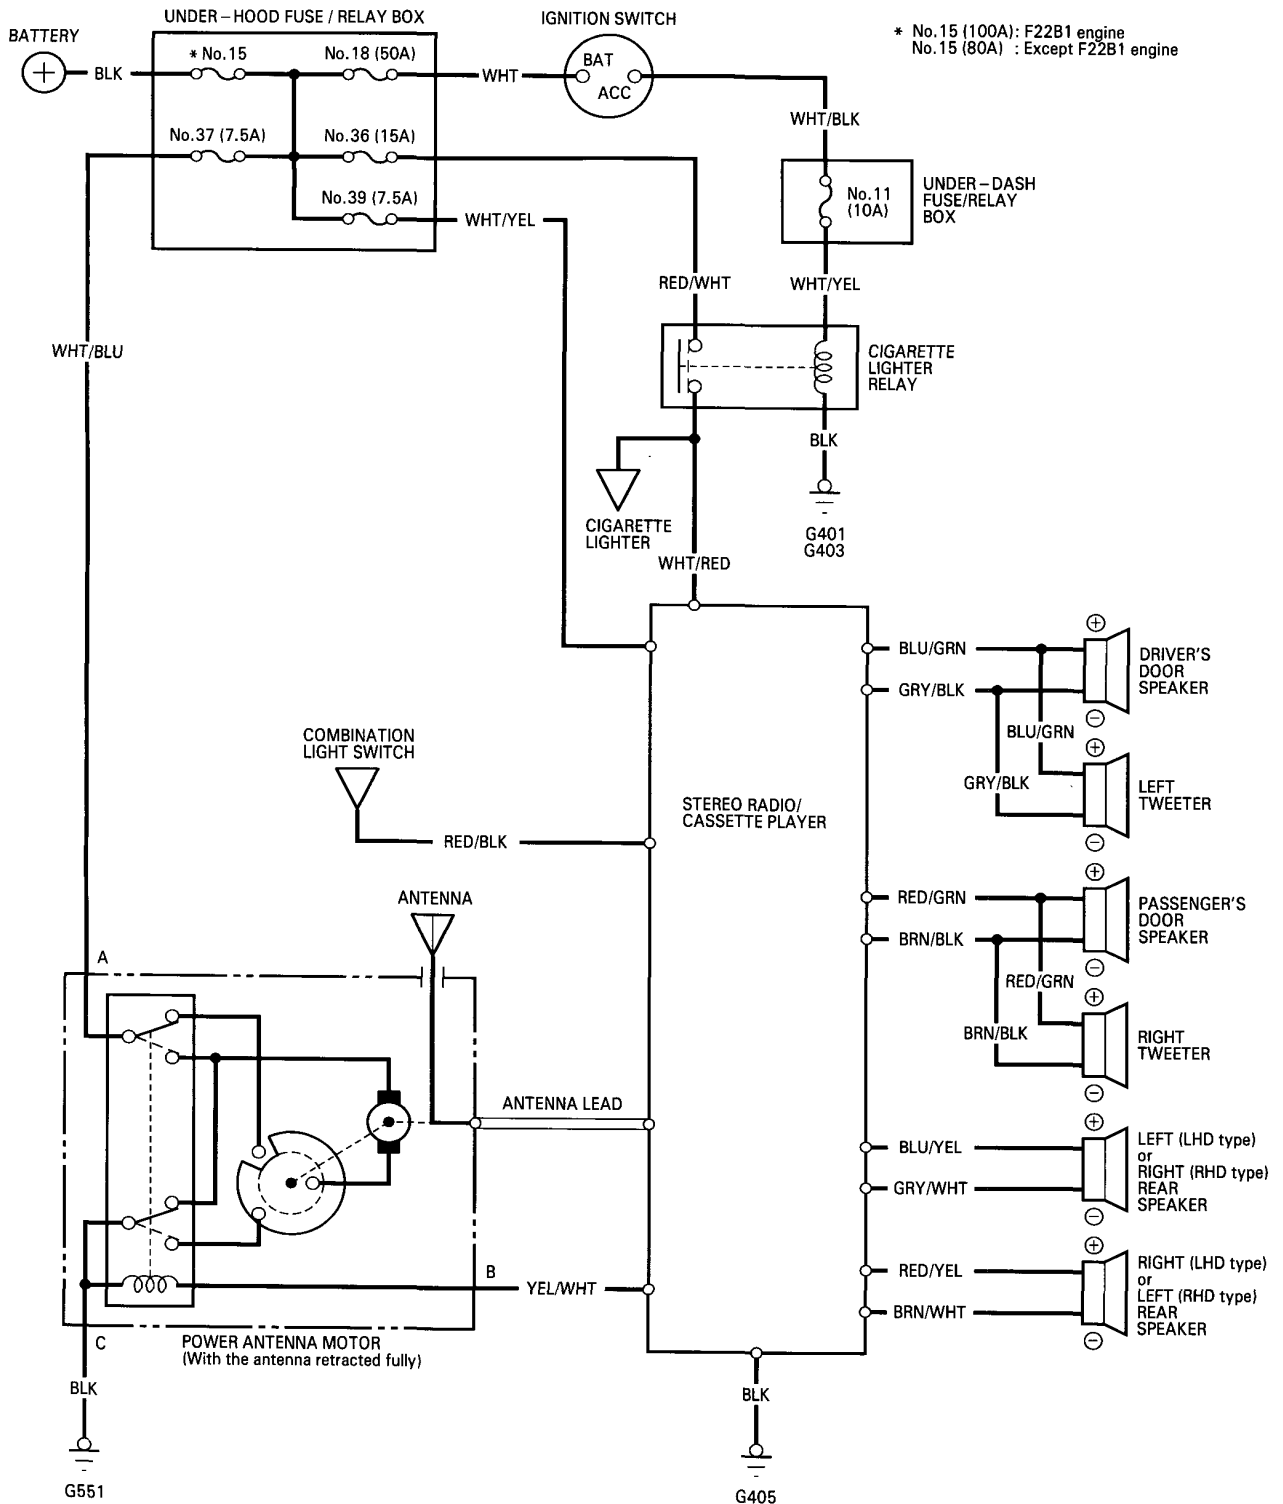 UNDER-HOOD FUSE / RELAY BOX
IGNITION SWITCH
* No.15 (100A): F22B1 engine
No.15 (80A) : Except F22B1 engine
BATTERY
+
BLK
* No.15
No.18 (50A)
WHT
BAT
ACC
WHT/BLK
No.37 (7.5A)
No.36 (15A)
No.39 (7.5A)
WHT/YEL
No.11
(10A)
UNDER-DASH
FUSE/RELAY
BOX
RED/WHT
WHT/YEL
WHT/BLU
CIGARETTE
LIGHTER
RELAY
BLK
CIGARETTE
LIGHTER
G401
G403
WHT/RED
+
BLU/GRN
DRIVER'S
DOOR
SPEAKER
GRY/BLK
−
BLU/GRN
COMBINATION
LIGHT SWITCH
+
GRY/BLK
LEFT
TWEETER
STEREO RADIO/
CASSETTE PLAYER
RED/BLK
−
+
ANTENNA
RED/GRN
PASSENGER'S
DOOR
SPEAKER
BRN/BLK
A
−
RED/GRN
+
BRN/BLK
RIGHT
TWEETER
−
ANTENNA LEAD
+
BLU/YEL
LEFT (LHD type)
or
RIGHT (RHD type)
REAR
SPEAKER
GRY/WHT
−
+
B
YEL/WHT
RED/YEL
RIGHT (LHD type)
or
LEFT (RHD type)
REAR
SPEAKER
BRN/WHT
−
C
POWER ANTENNA MOTOR
(With the antenna retracted fully)
BLK
BLK
G551
G405